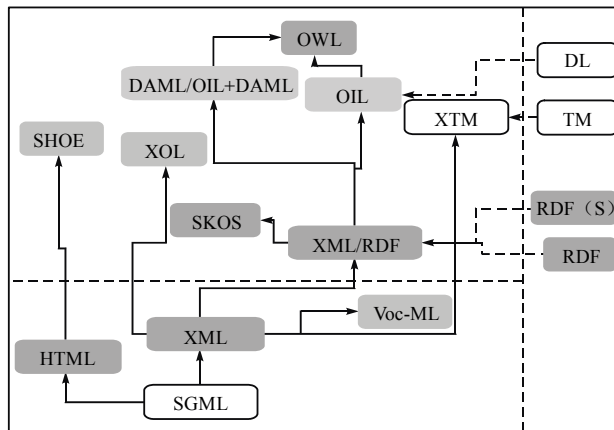 OWL
DL
DAML/OIL+DAML
OIL
XTM
TM
SHOE
XOL
RDF（S）
SKOS
XML/RDF
RDF
Voc-ML
XML
HTML
SGML